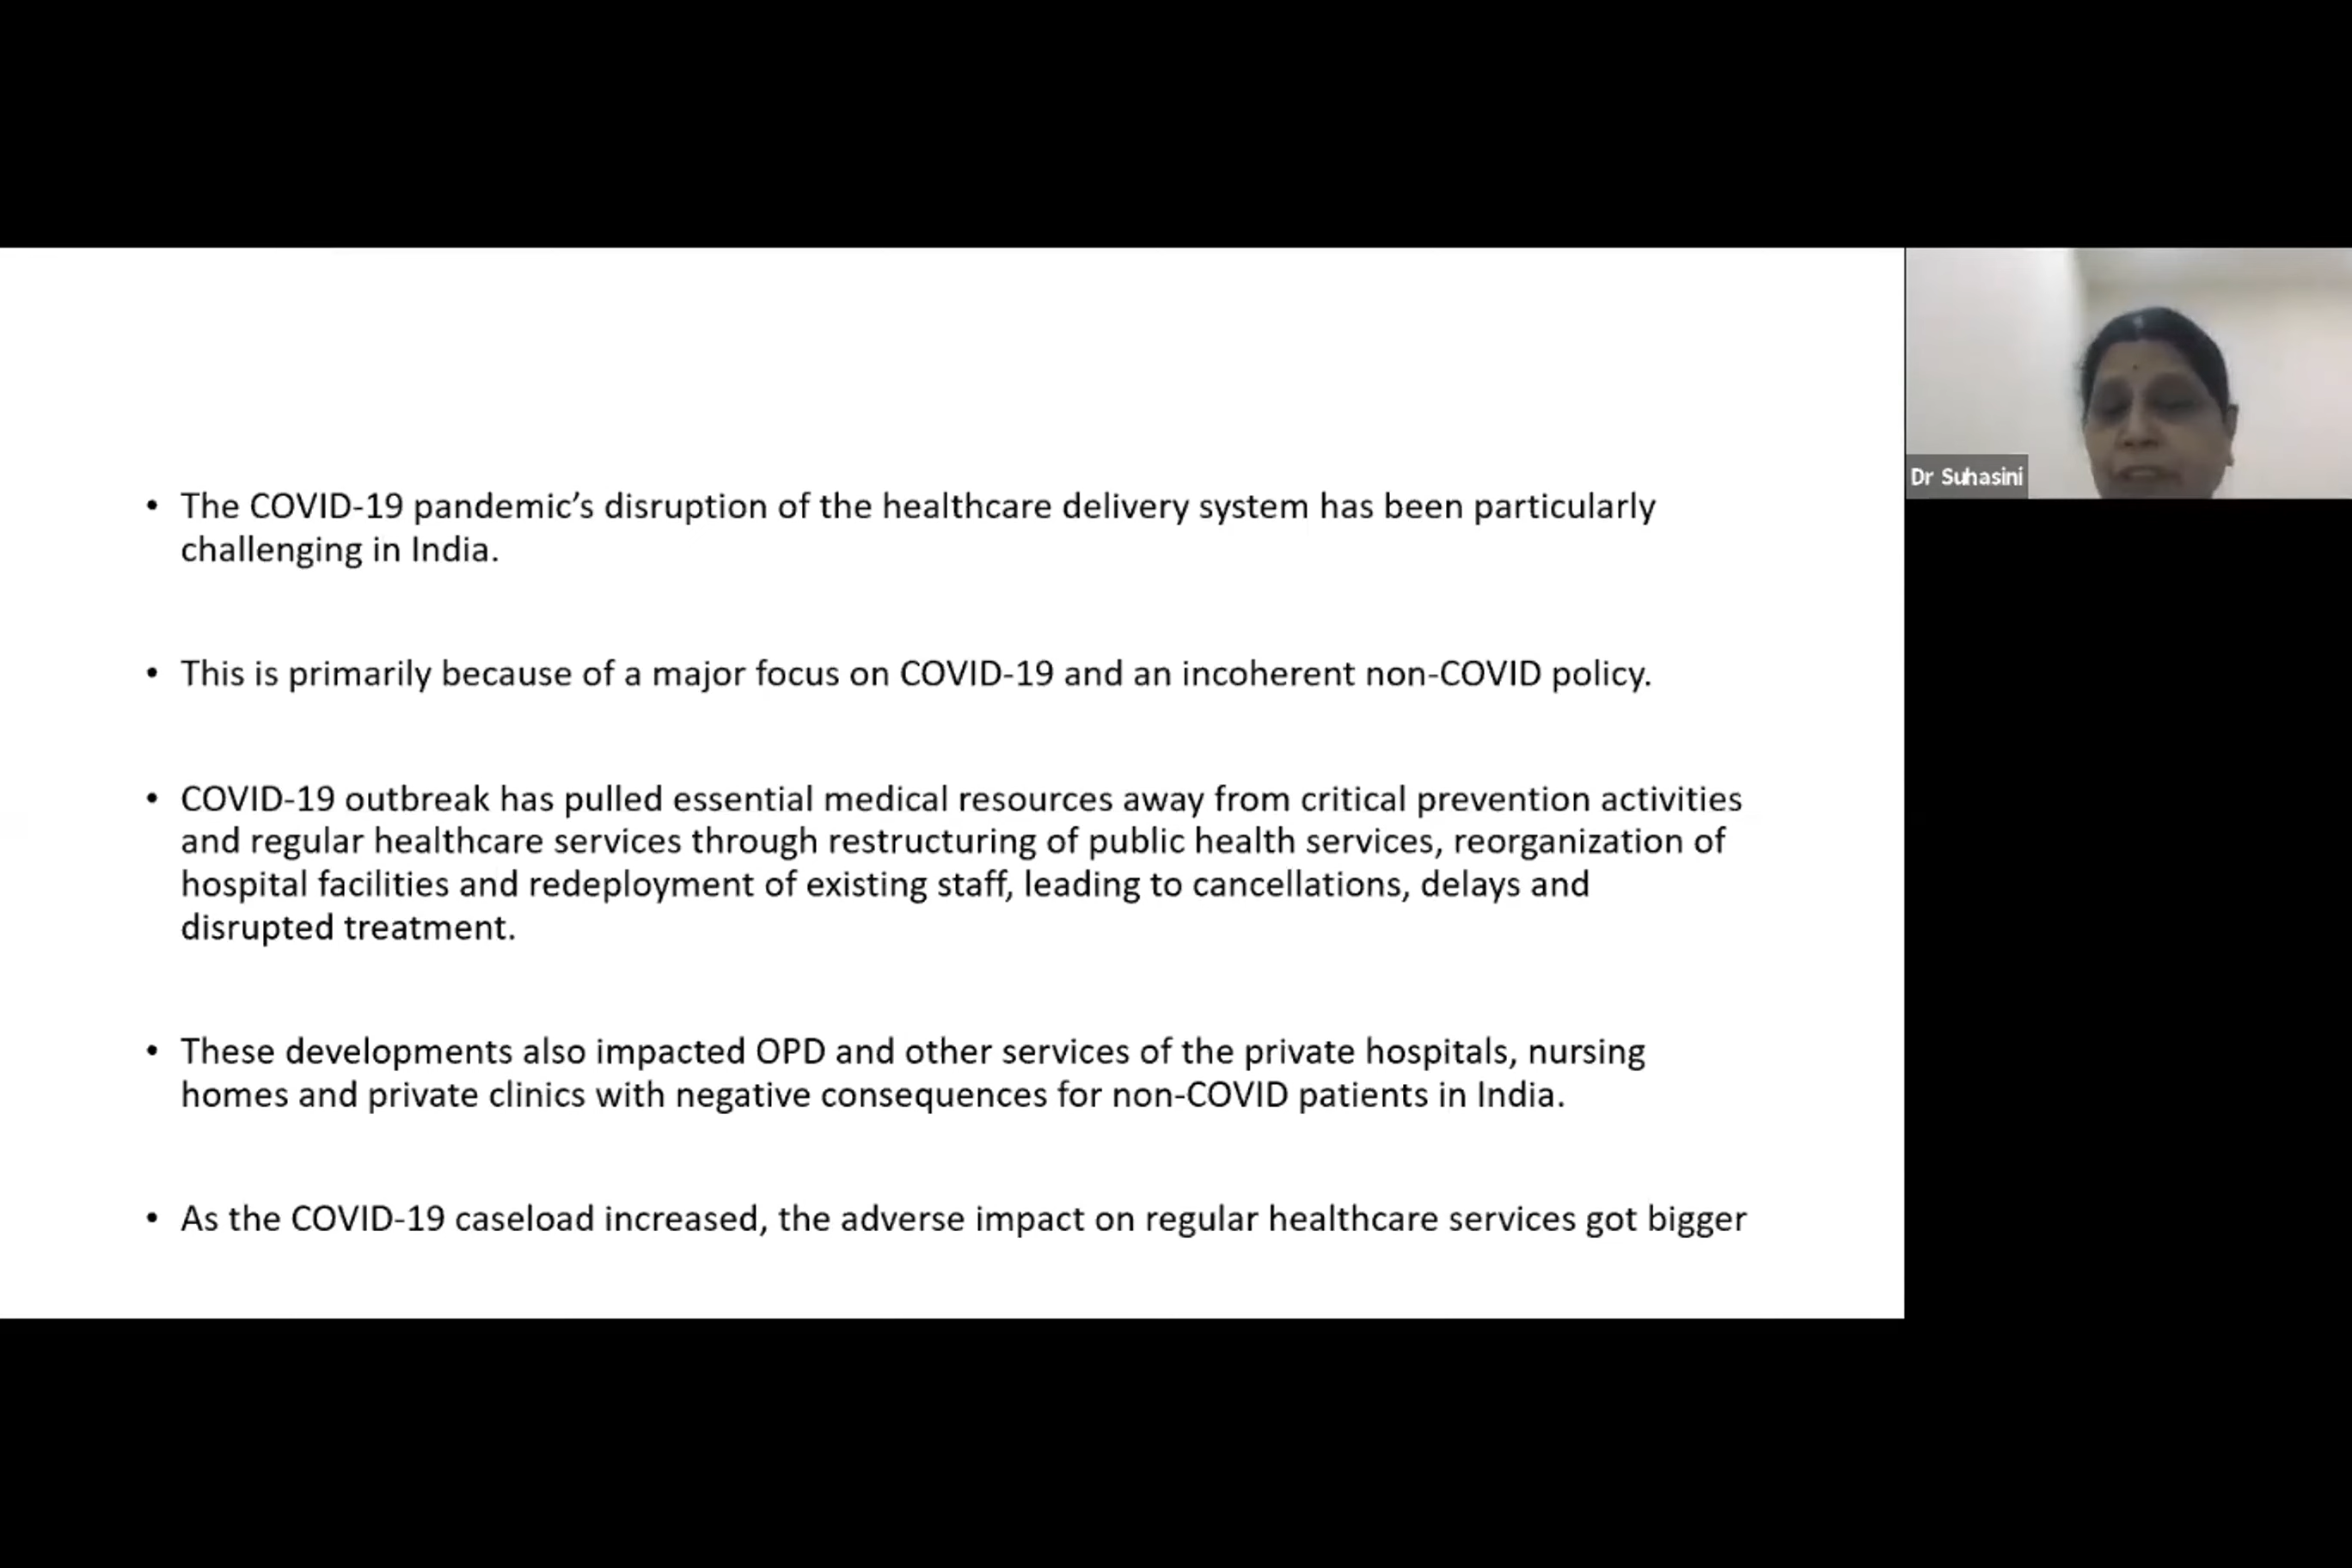 • The COVID-19 pandemic’s disruption of the healthcare delivery system has been particularly
challenging in India.
• This is primarily because of a major focus on COVID-19 and an incoherent non-COVID policy.
• COVID-19 outbreak has pulled essential medical resources away from critical prevention activities
and regular healthcare services through restructuring of public health services, reorganization of
hospital facilities and redeployment of existing staff, leading to cancellations, delays and
disrupted treatment.
• These developments also impacted OPD and other services of the private hospitals, nursing
homes and private clinics with negative consequences for non-COVID patients in India.
• As the COVID-19 caseload increased, the adverse impact on regular healthcare services got bigger
Dr Suhasini